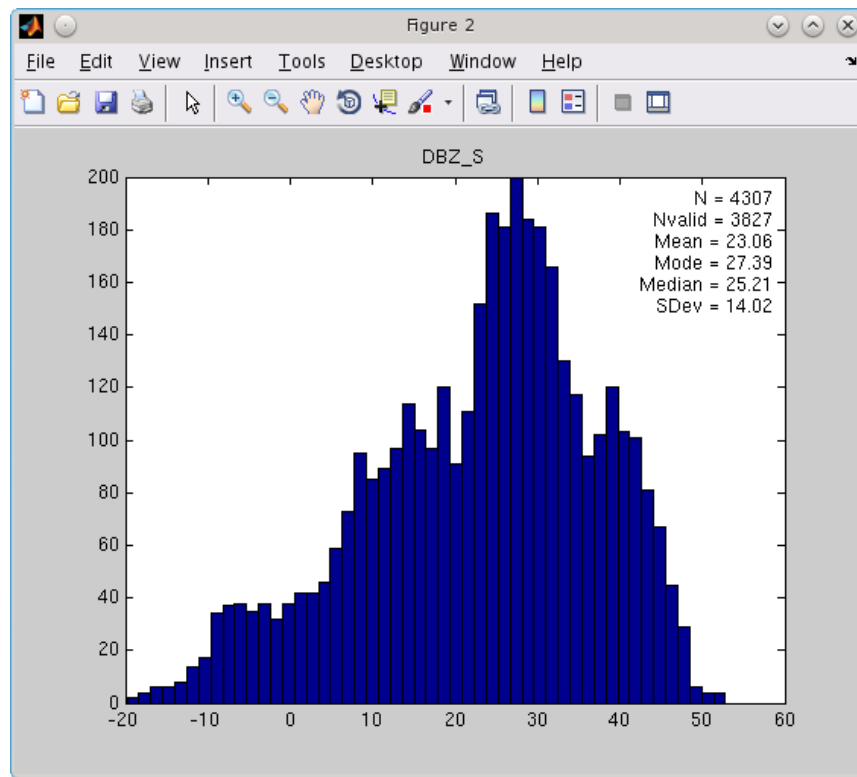 Figure 2
File Edit View Insert Tools Desktop Window Help
DBZ_S
N = 4307
Nvalid = 3827
Mean = 23.06
Mode = 27.39
Median = 25.21
SDev = 14.02
200
180
160
140
120
100
80
60
40
20
0
-20 -10 0 10 20 30 40 50 60